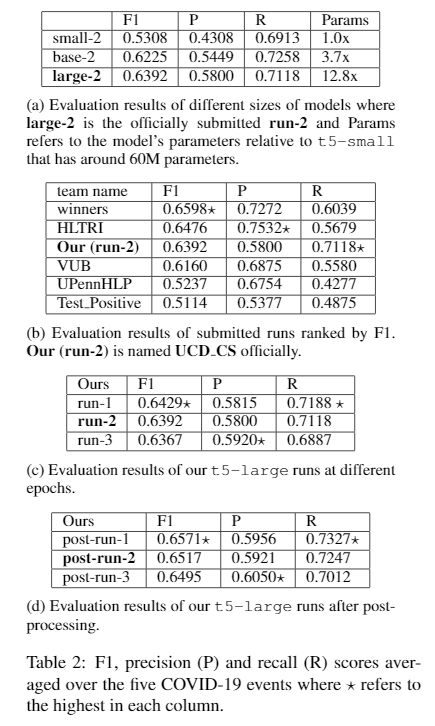 F1 P R Params
small-2 0.5308 0.4308 0.6913 1.0x
base-2 0.6225 0.5449 0.7258 3.7x
large-2 0.6392 0.5800 0.7118 12.8x
(a) Evaluation results of different sizes of models where
large-2 is the officially submitted run-2 and Params
refers to the model's parameters relative to t5-small
that has around 60M parameters.
team name F1 P R
winners 0.6598⋆ 0.7272 0.6039
HLTRI 0.6476 0.7532⋆ 0.5679
Our (run-2) 0.6392 0.5800 0.7118⋆
VUB 0.6160 0.6875 0.5580
UPennHLP 0.5237 0.6754 0.4277
Test_Positive 0.5114 0.5377 0.4875
(b) Evaluation results of submitted runs ranked by F1.
Our (run-2) is named UCD_CS officially.
Ours F1 P R
run-1 0.6429⋆ 0.5815 0.7188 ⋆
run-2 0.6392 0.5800 0.7118
run-3 0.6367 0.5920⋆ 0.6887
(c) Evaluation results of our t5-large runs at different
epochs.
Ours F1 P R
post-run-1 0.6571⋆ 0.5956 0.7327⋆
post-run-2 0.6517 0.5921 0.7247
post-run-3 0.6495 0.6050⋆ 0.7012
(d) Evaluation results of our t5-large runs after post-
processing.
Table 2: F1, precision (P) and recall (R) scores aver-
aged over the five COVID-19 events where ⋆ refers to
the highest in each column.